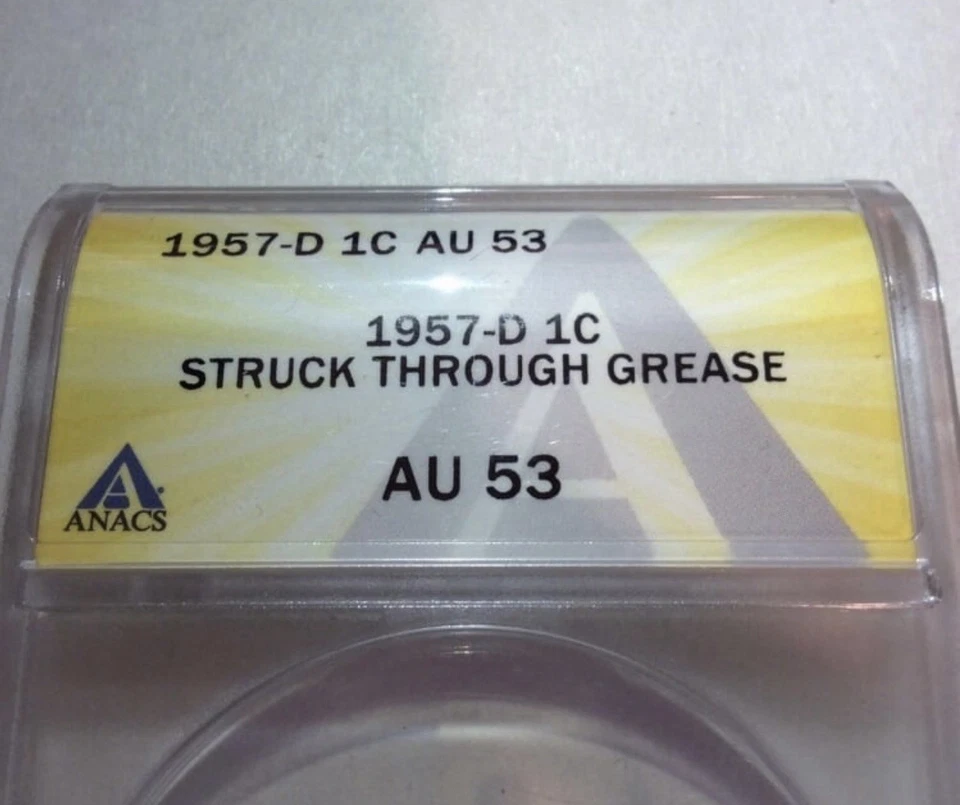 1957-D 1C AU 53
1957-D 1C
STRUCK THROUGH GREASE
AU 53
ANACS